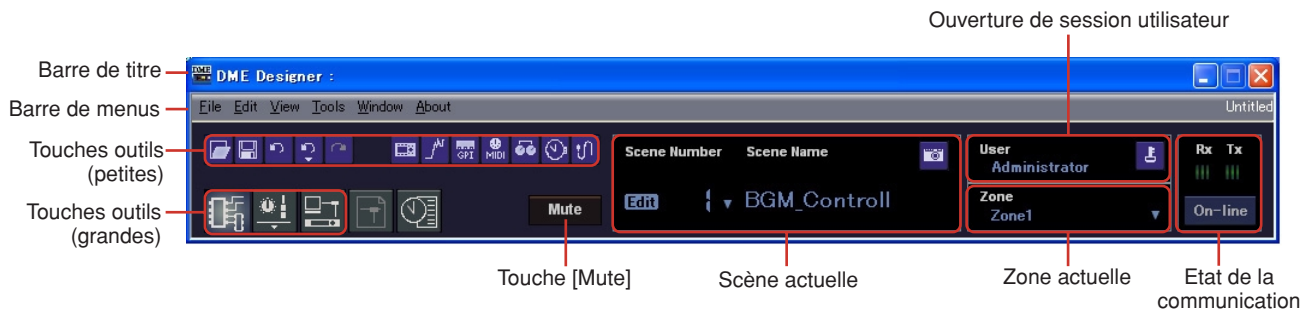 Ouverture de session utilisateur
Barre de titre
DME Designer :
Barre de menus
File Edit View Tools Window About
Untitled
Touches outils
(petites)
GPI
MIDI
Scene Number
Scene Name
User
Administrator
Rx Tx
Touches outils
(grandes)
Mute
Edit
1
BGM_Controll
Zone
Zone1
On-line
Touche [Mute]
Scène actuelle
Zone actuelle
Etat de la
communication